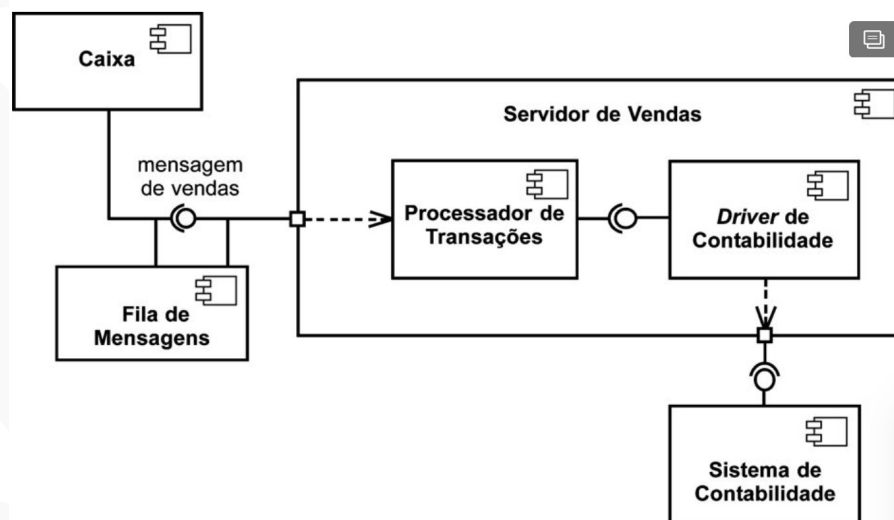 Caixa
mensagem
de vendas
Servidor de Vendas
Processador de
Transações
Driver de
Contabilidade
Fila de
Mensagens
Sistema de
Contabilidade